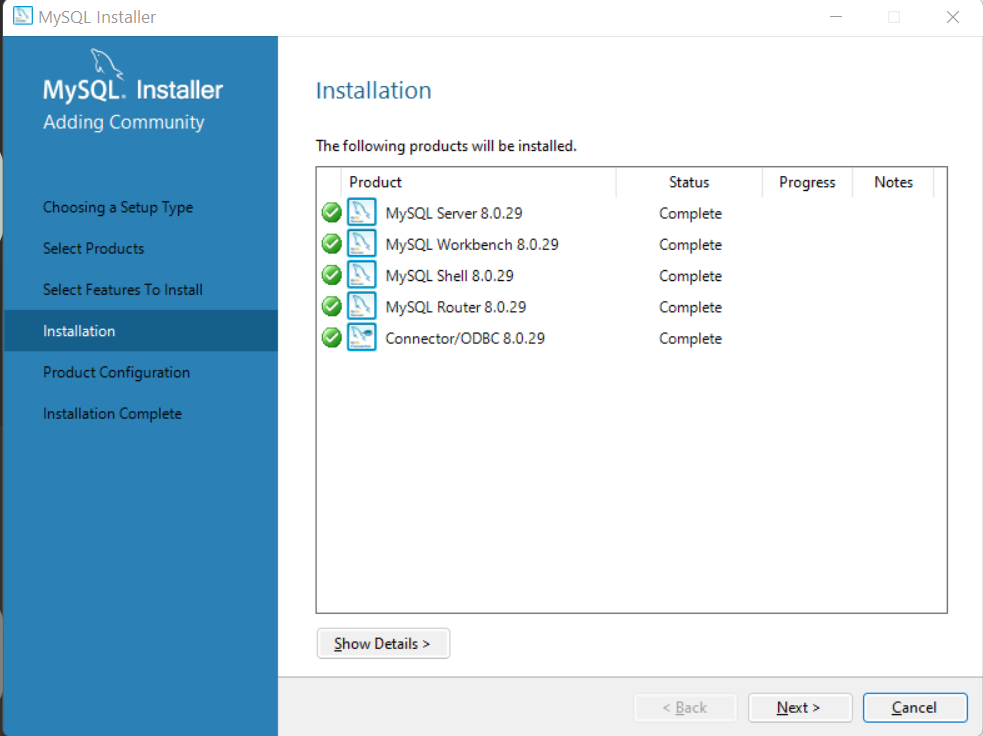 MySQL Installer
MySQL. Installer
Adding Community
Choosing a Setup Type
Select Products
Select Features To Install
Installation
Product Configuration
Installation Complete
Installation
The following products will be installed.
Product Status Progress Notes
MySQL Server 8.0.29 Complete
MySQL Workbench 8.0.29 Complete
MySQL Shell 8.0.29 Complete
MySQL Router 8.0.29 Complete
Connector/ODBC 8.0.29 Complete
Show Details >
< Back Next > Cancel